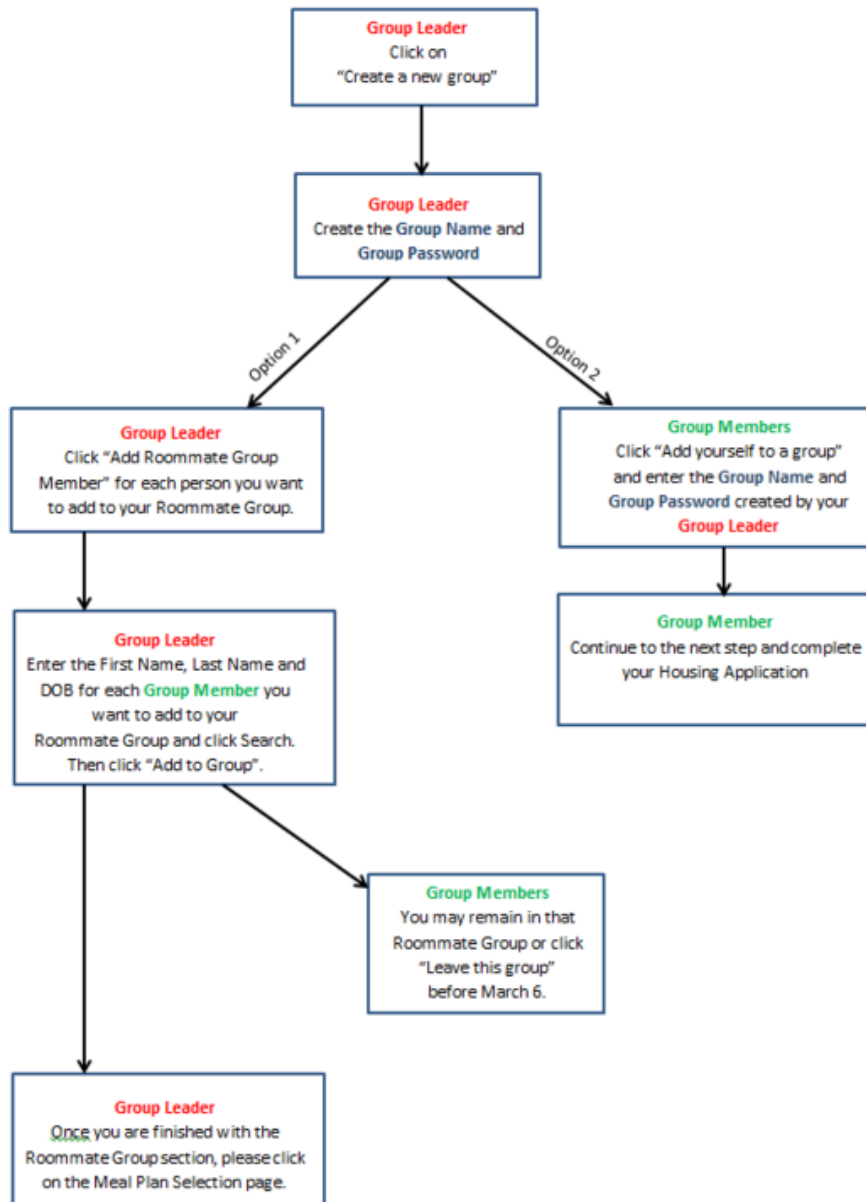 Group Leader
Click on
“Create a new group”
Group Leader
Create the Group Name and
Group Password
Option 1
Option 2
Group Leader
Click “Add Roommate Group
Member” for each person you want
to add to your Roommate Group.
Group Members
Click “Add yourself to a group”
and enter the Group Name and
Group Password created by your
Group Leader
Group Leader
Enter the First Name, Last Name and
DOB for each Group Member you
want to add to your
Roommate Group and click Search.
Then click “Add to Group”.
Group Member
Continue to the next step and complete
your Housing Application
Group Members
You may remain in that
Roommate Group or click
“Leave this group”
before March 6.
Group Leader
Once you are finished with the
Roommate Group section, please click
on the Meal Plan Selection page.